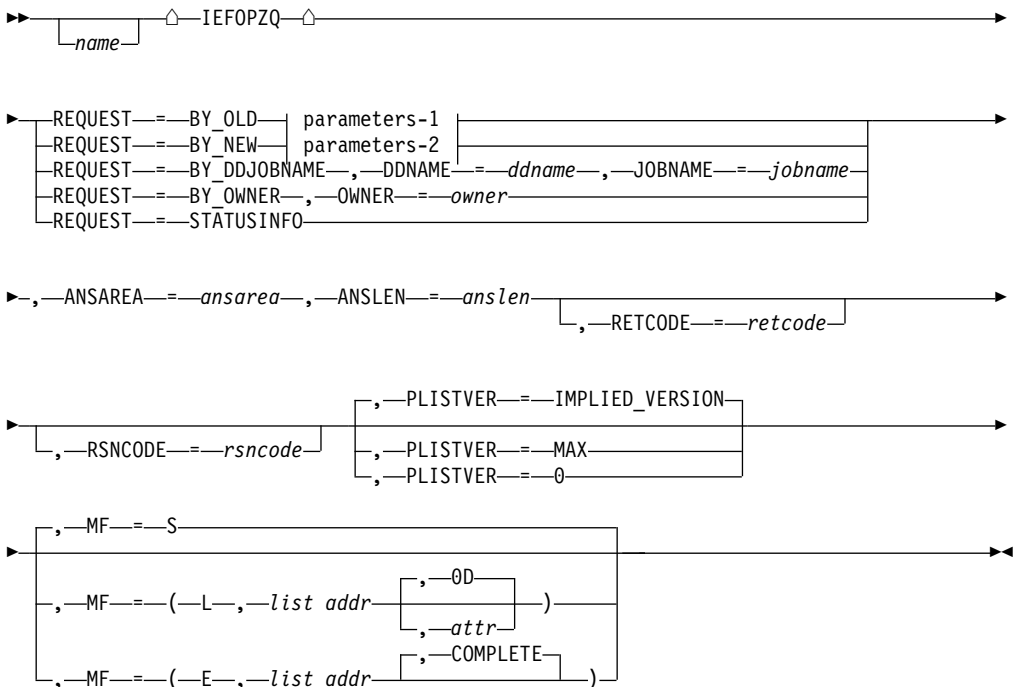 ⌂ IEFOPZQ ⌂
name
REQUEST = BY_OLD parameters-1
REQUEST = BY_NEW parameters-2
REQUEST = BY_DDJOBNAME , DDNAME = ddname , JOBNAME = jobname
REQUEST = BY_OWNER , OWNER = owner
REQUEST = STATUSINFO
, ANSAREA = ansarea , ANSLEN = anslen
, RETCODE = retcode
, PLISTVER = IMPLIED_VERSION
, RSNCODE = rsncode
, PLISTVER = MAX
, PLISTVER = 0
, MF = S
, 0D
, MF = ( L , list addr )
, attr
, COMPLETE
, MF = ( E , list addr )